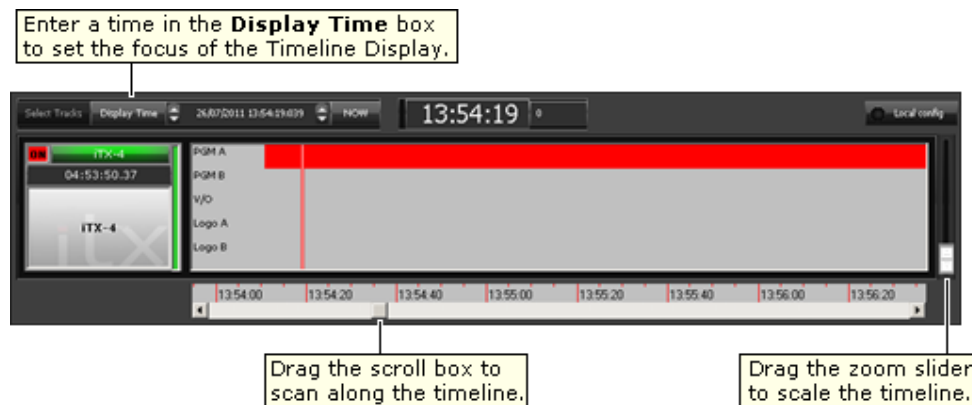 Enter a time in the Display Time box
to set the focus of the Timeline Display.
Select Tracks Display Time 26/07/2011 13:54:19:039 NOW 13:54:19 0 Local config
ON iTX-4
04:53:50.37
iTX-4
itx
PGM A
PGM B
V/O
Logo A
Logo B
13:54:00 13:54:20 13:54:40 13:55:00 13:55:20 13:55:40 13:56:00 13:56:20
Drag the scroll box to
scan along the timeline.
Drag the zoom slider
to scale the timeline.